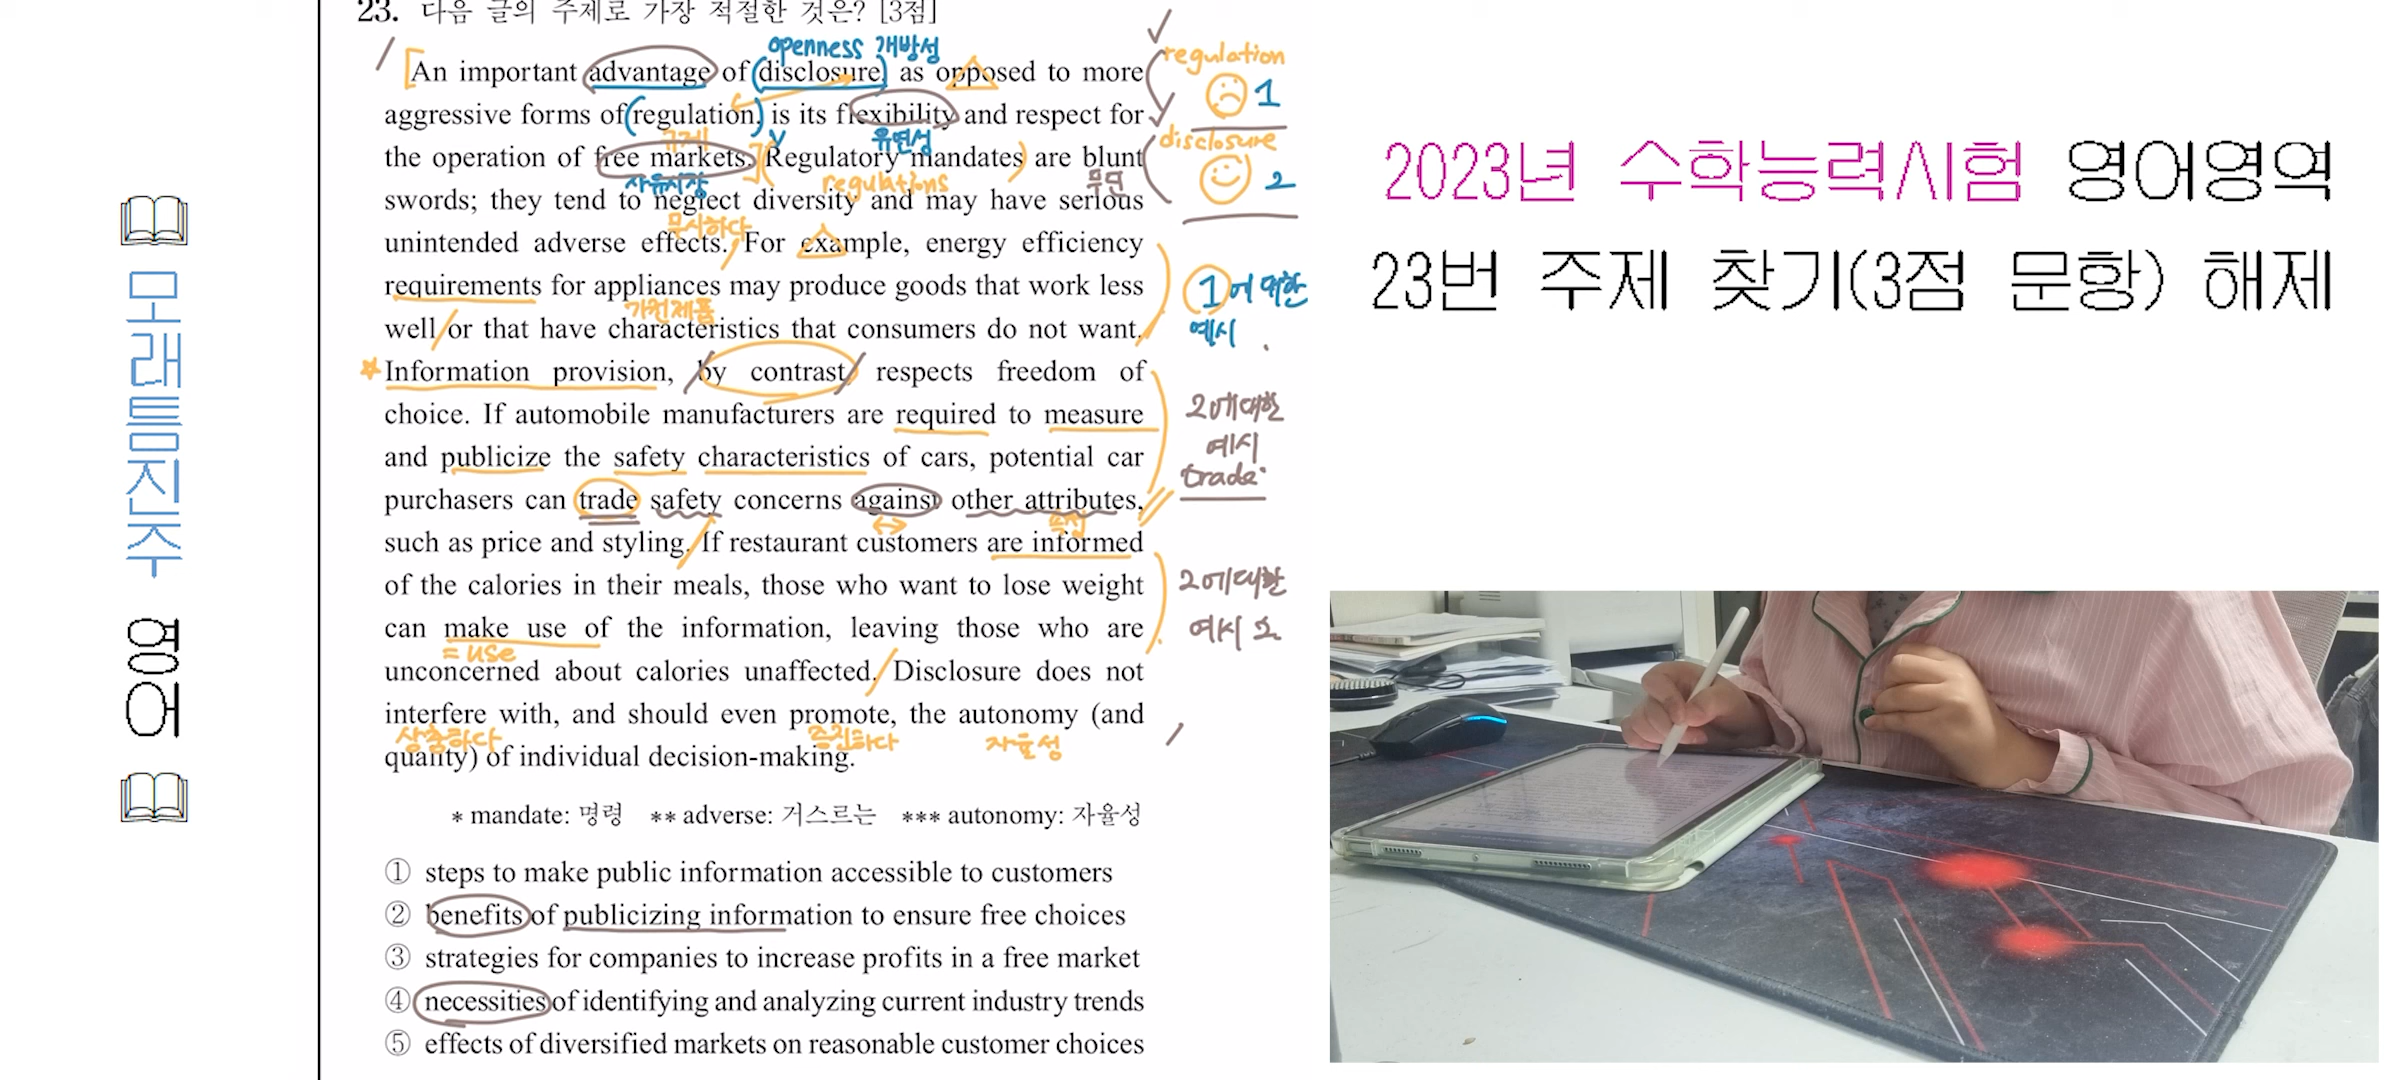 모래틈진주 영어
23. 다음 글의 주제로 가장 적절한 것은? [3점]
openness 개방성
An important advantage of disclosure, as opposed to more
aggressive forms of regulation, is its flexibility and respect for
규제
유연성
the operation of free markets. Regulatory mandates are blunt
자유시장
regulations
무딘
swords; they tend to neglect diversity and may have serious
무시하다
unintended adverse effects. For example, energy efficiency
requirements for appliances may produce goods that work less
가전제품
well or that have characteristics that consumers do not want.
Information provision, by contrast, respects freedom of
choice. If automobile manufacturers are required to measure
and publicize the safety characteristics of cars, potential car
purchasers can trade safety concerns against other attributes,
특징
such as price and styling. If restaurant customers are informed
of the calories in their meals, those who want to lose weight
can make use of the information, leaving those who are
= use
unconcerned about calories unaffected. Disclosure does not
interfere with, and should even promote, the autonomy (and
상충하다
증진하다
자율성
quality) of individual decision-making.
* mandate: 명령 ** adverse: 거스르는 *** autonomy: 자율성
① steps to make public information accessible to customers
② benefits of publicizing information to ensure free choices
③ strategies for companies to increase profits in a free market
④ necessities of identifying and analyzing current industry trends
⑤ effects of diversified markets on reasonable customer choices
regulation
1
disclosure
2
1에 대한
예시
2에 대한
예시
trade
2에 대한
예시
2023년 수학능력시험 영어영역
23번 주제 찾기(3점 문항) 해제